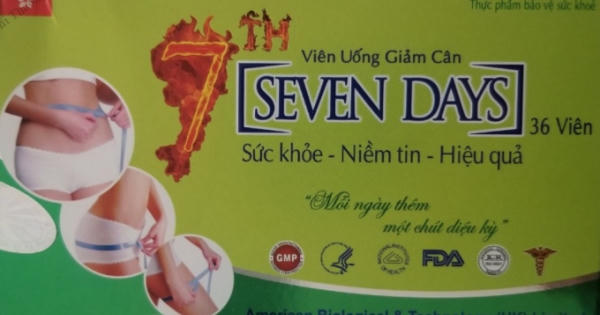 Thực phẩm bảo vệ sức khoẻ
7TH
Viên Uống Giảm Cân
[SEVEN DAYS]
36 Viên
Sức khỏe - Niềm tin - Hiệu quả
"Mỗi ngày thêm
một chút diệu kỳ"
GMP
FDA